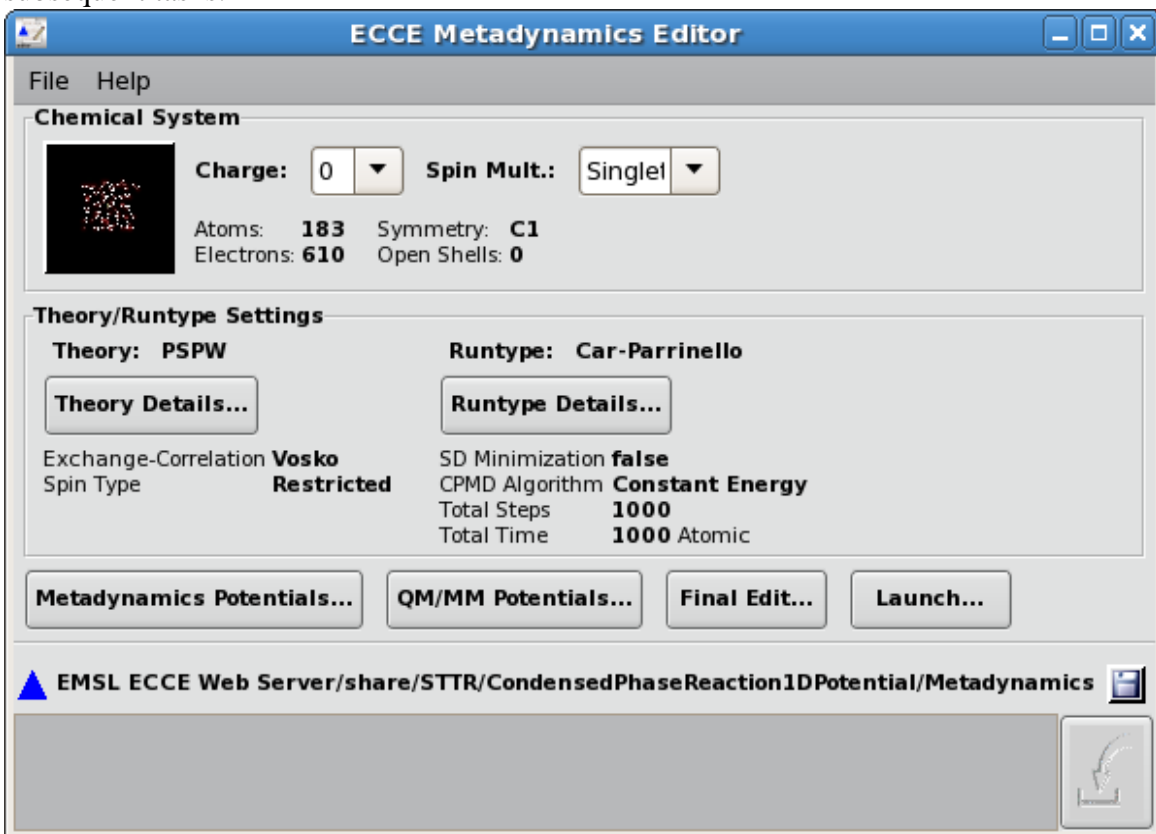 ECCE Metadynamics Editor
File Help
Chemical System
Charge: 0 Spin Mult.: Singlet
Atoms: 183 Symmetry: C1
Electrons: 610 Open Shells: 0
Theory/Runtype Settings
Theory: PSPW Runtype: Car-Parrinello
Theory Details... Runtype Details...
Exchange-Correlation Vosko SD Minimization false
Spin Type Restricted CPMD Algorithm Constant Energy
Total Steps 1000
Total Time 1000 Atomic
Metadynamics Potentials... QM/MM Potentials... Final Edit... Launch...
EMSL ECCE Web Server/share/STTR/CondensedPhaseReaction1DPotential/Metadynamics